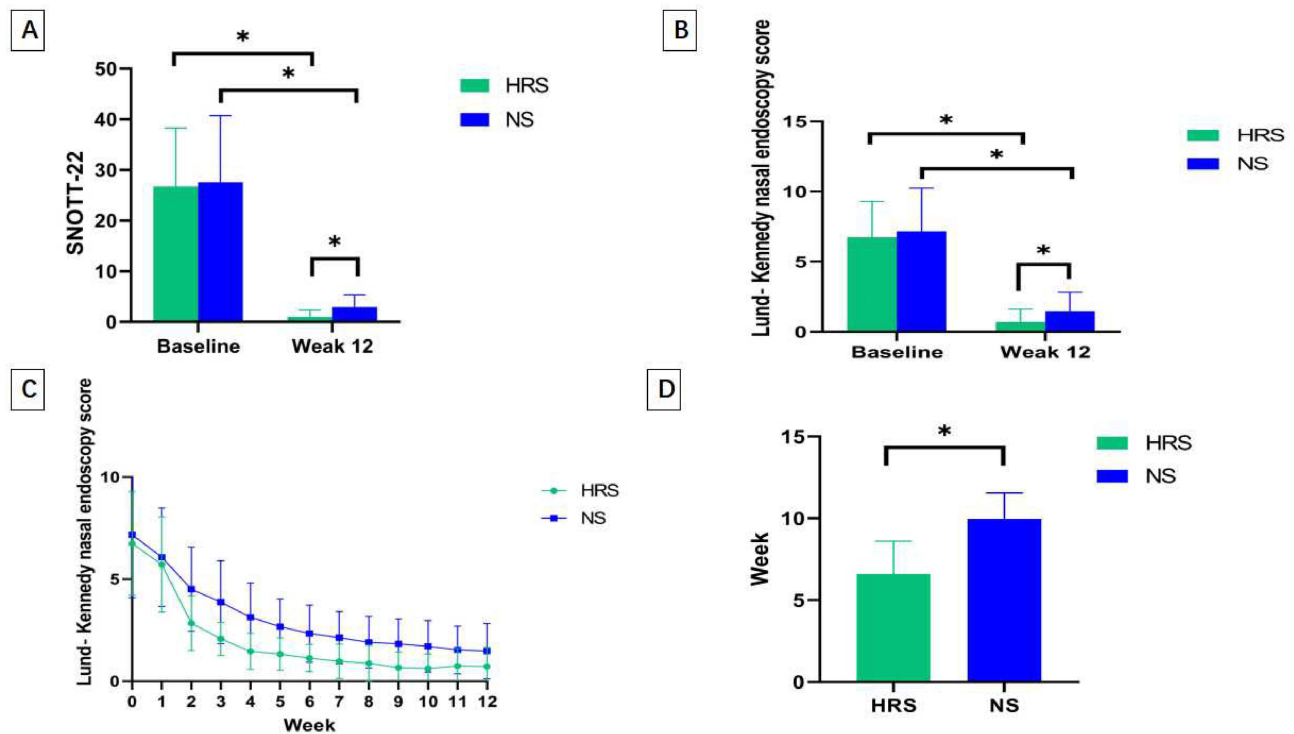 A
*
*
50
40
30
20
10
0
SNOTT-22
*
Baseline
Weak 12
HRS
NS
B
*
*
15
10
5
0
Lund- Kennedy nasal endoscopy score
*
Baseline
Weak 12
HRS
NS
C
10
5
0
Lund- Kennedy nasal endoscopy score
0 1 2 3 4 5 6 7 8 9 10 11 12
Week
HRS
NS
D
*
15
10
5
0
Week
HRS
NS
HRS
NS